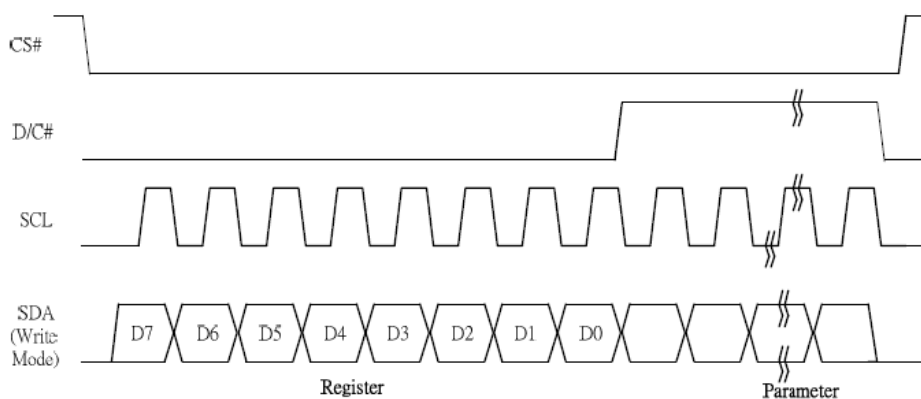 CS#
D/C#
SCL
SDA
(Write
Mode)
D7 D6 D5 D4 D3 D2 D1 D0
Register Parameter